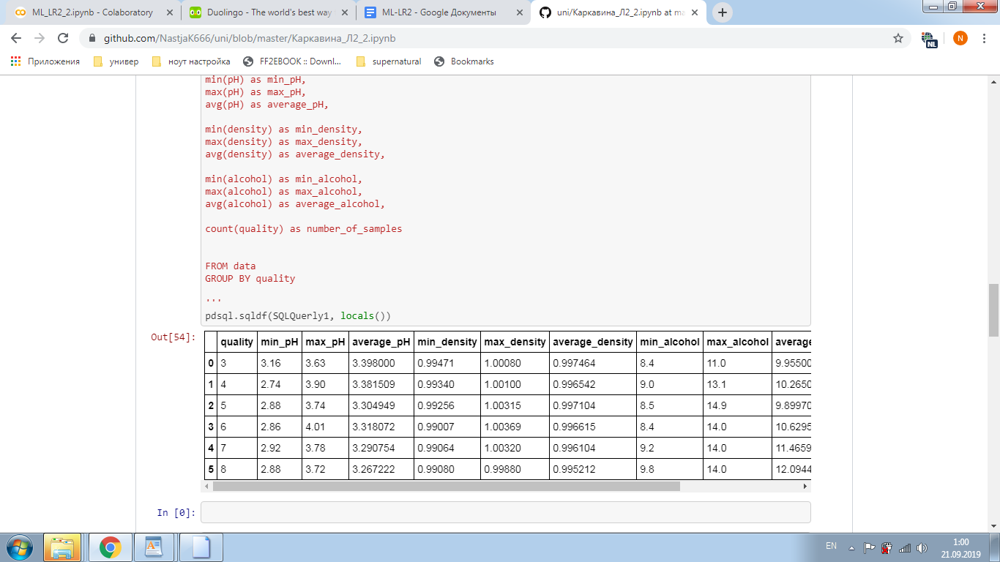 ML_LR2_2.ipynb - Colaboratory
Duolingo - The world's best way
ML-LR2 - Google Документы
uni/Каркавина_Л2_2.ipynb at ma
github.com/NastjaK666/uni/blob/master/Каркавина_Л2_2.ipynb
N
NL
Приложения универ ноут настройка FF2EBOOK :: Downl... supernatural Bookmarks
min(pH) as min_pH,
max(pH) as max_pH,
avg(pH) as average_pH,
min(density) as min_density,
max(density) as max_density,
avg(density) as average_density,
min(alcohol) as min_alcohol,
max(alcohol) as max_alcohol,
avg(alcohol) as average_alcohol,
count(quality) as number_of_samples
FROM data
GROUP BY quality
'''
pdsql.sqldf(SQLQuerly1, locals())
Out[54]:
quality min_pH max_pH average_pH min_density max_density average_density min_alcohol max_alcohol average
0 3 3.16 3.63 3.398000 0.99471 1.00080 0.997464 8.4 11.0 9.95500
1 4 2.74 3.90 3.381509 0.99340 1.00100 0.996542 9.0 13.1 10.2650
2 5 2.88 3.74 3.304949 0.99256 1.00315 0.997104 8.5 14.9 9.89970
3 6 2.86 4.01 3.318072 0.99007 1.00369 0.996615 8.4 14.0 10.6295
4 7 2.92 3.78 3.290754 0.99064 1.00320 0.996104 9.2 14.0 11.4659
5 8 2.88 3.72 3.267222 0.99080 0.99880 0.995212 9.8 14.0 12.0944
In [0]:
EN
1:00
21.09.2019